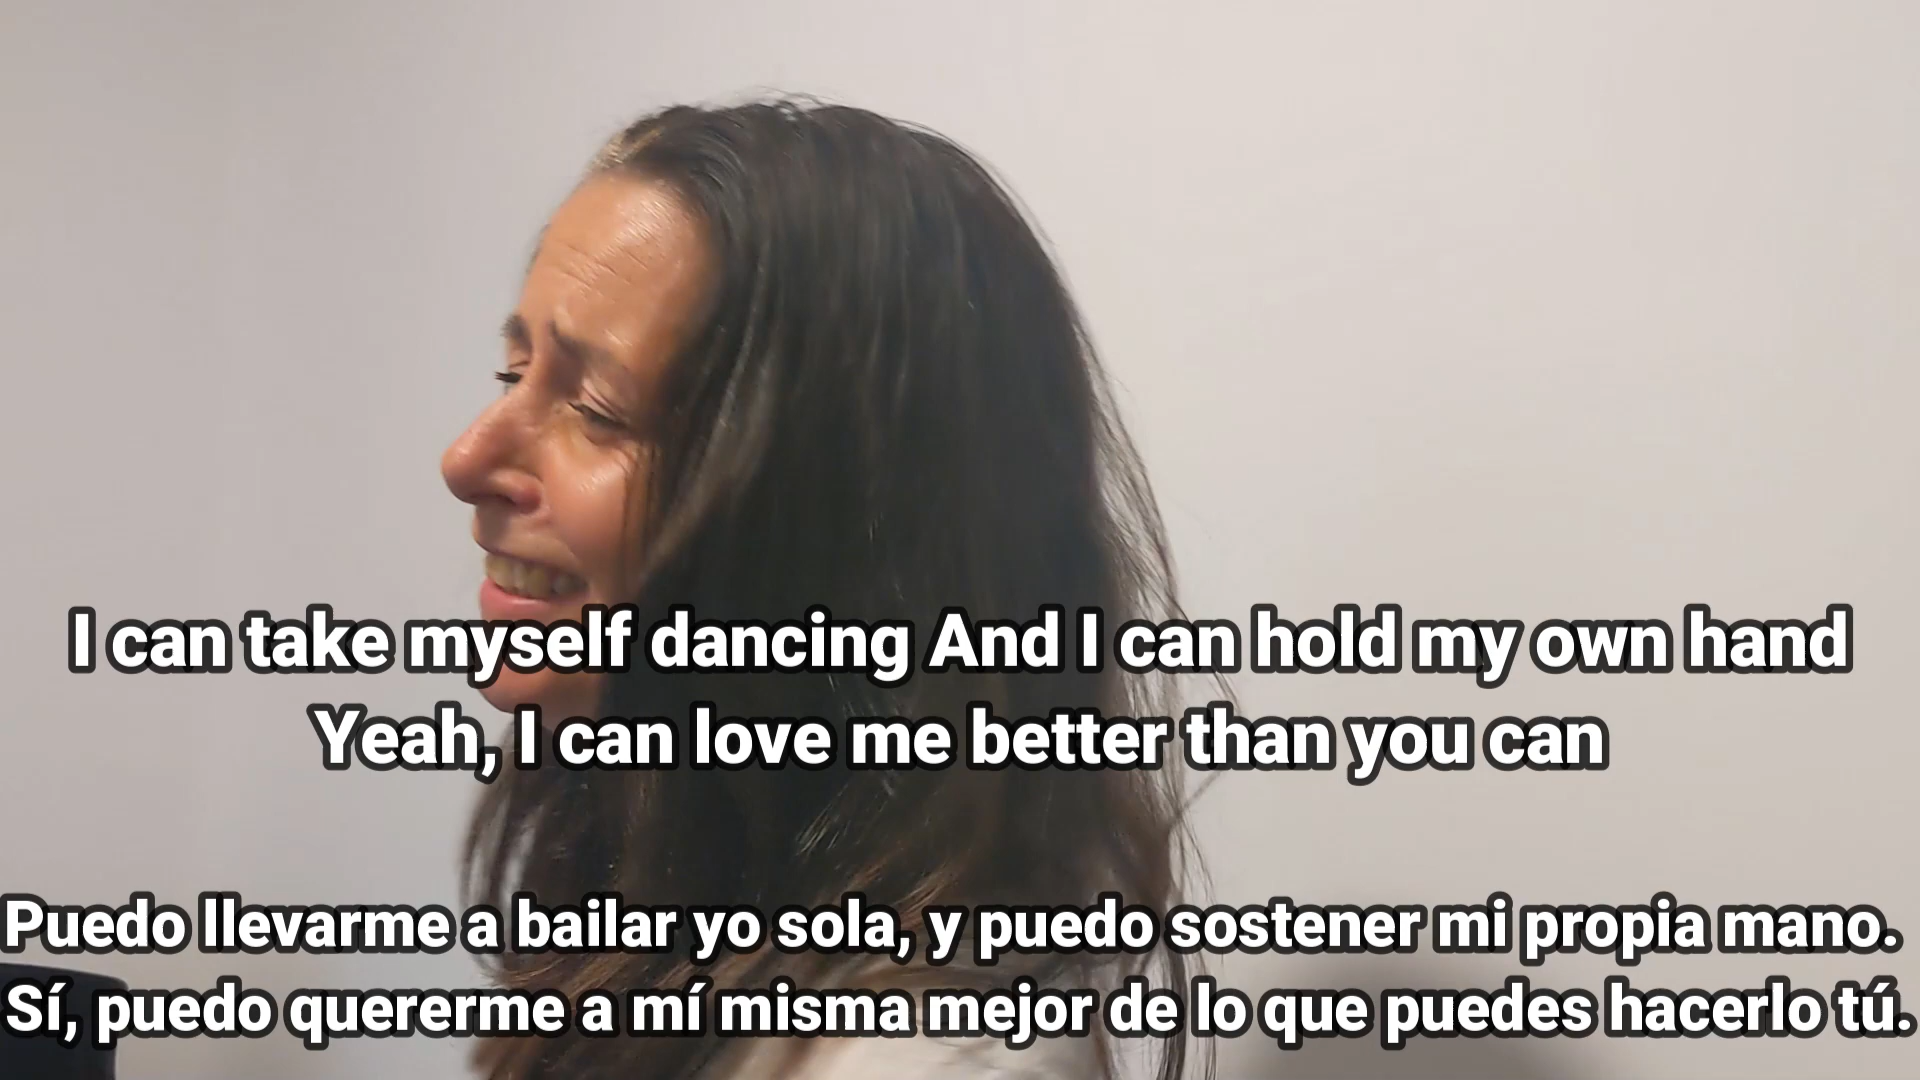 I can take myself dancing And I can hold my own hand
Yeah, I can love me better than you can
Puedo llevarme a bailar yo sola, y puedo sostener mi propia mano.
Sí, puedo quererme a mí misma mejor de lo que puedes hacerlo tú.